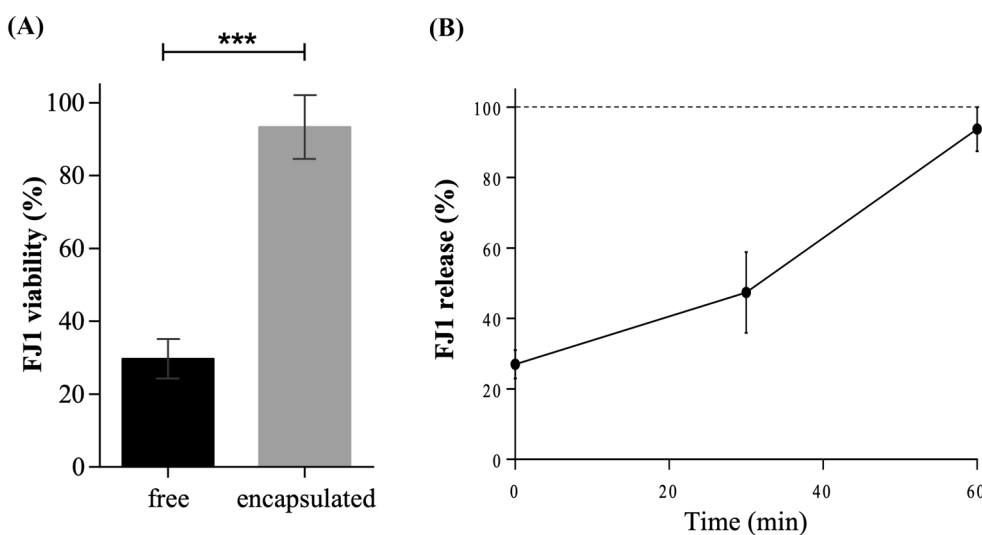 (A)
***
FJ1 viability (%)
100
80
60
40
20
0
free encapsulated
(B)
FJ1 release (%)
100
80
60
40
20
0
0 20 40 60
Time (min)